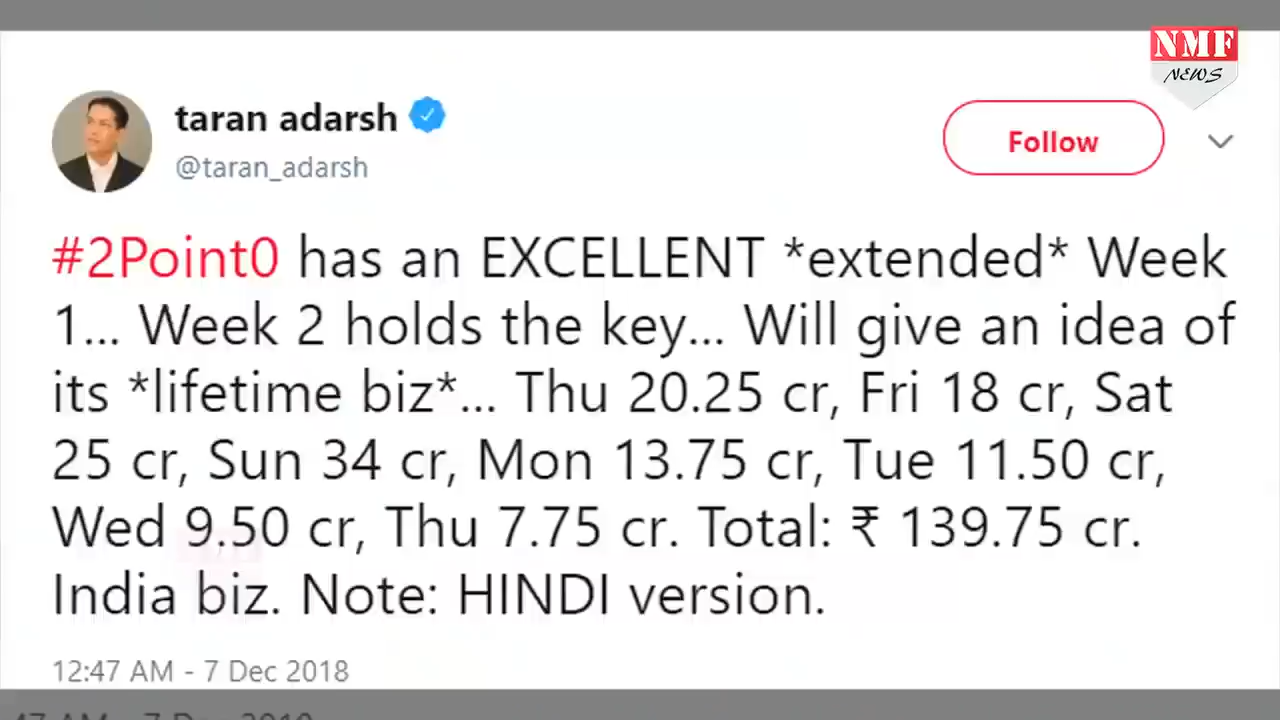 NMF
NEWS
taran adarsh
@taran_adarsh
Follow
#2Point0 has an EXCELLENT *extended* Week
1... Week 2 holds the key... Will give an idea of
its *lifetime biz*... Thu 20.25 cr, Fri 18 cr, Sat
25 cr, Sun 34 cr, Mon 13.75 cr, Tue 11.50 cr,
Wed 9.50 cr, Thu 7.75 cr. Total: ₹ 139.75 cr.
India biz. Note: HINDI version.
12:47 AM - 7 Dec 2018